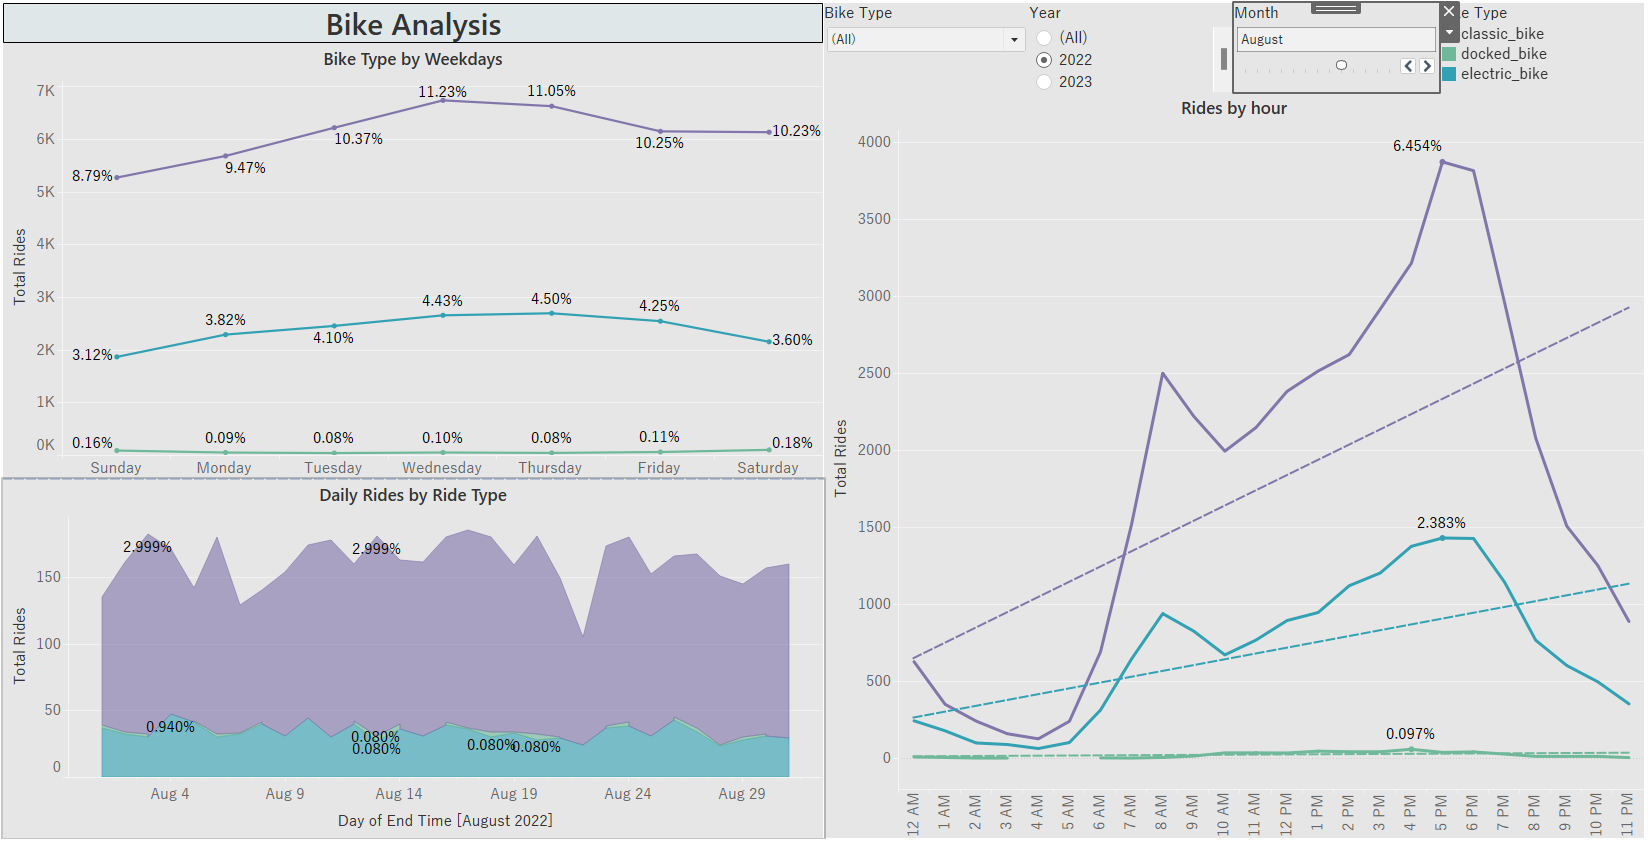 Bike Analysis
Bike Type by Weekdays
Total Rides
7K
6K
5K
4K
3K
2K
1K
0K
8.79%
9.47%
10.37%
11.23%
11.05%
10.25%
10.23%
3.12%
3.82%
4.10%
4.43%
4.50%
4.25%
3.60%
0.16%
0.09%
0.08%
0.10%
0.08%
0.11%
0.18%
Sunday
Monday
Tuesday
Wednesday
Thursday
Friday
Saturday
Daily Rides by Ride Type
Total Rides
150
100
50
0
2.999%
2.999%
0.940%
0.080%
0.080%
0.080%
0.080%
Aug 4
Aug 9
Aug 14
Aug 19
Aug 24
Aug 29
Day of End Time [August 2022]
Bike Type
(All)
Year
(All)
2022
2023
Month
August
e Type
classic_bike
docked_bike
electric_bike
Rides by hour
Total Rides
4000
3500
3000
2500
2000
1500
1000
500
0
6.454%
2.383%
0.097%
12 AM
1 AM
2 AM
3 AM
4 AM
5 AM
6 AM
7 AM
8 AM
9 AM
10 AM
11 AM
12 PM
1 PM
2 PM
3 PM
4 PM
5 PM
6 PM
7 PM
8 PM
9 PM
10 PM
11 PM